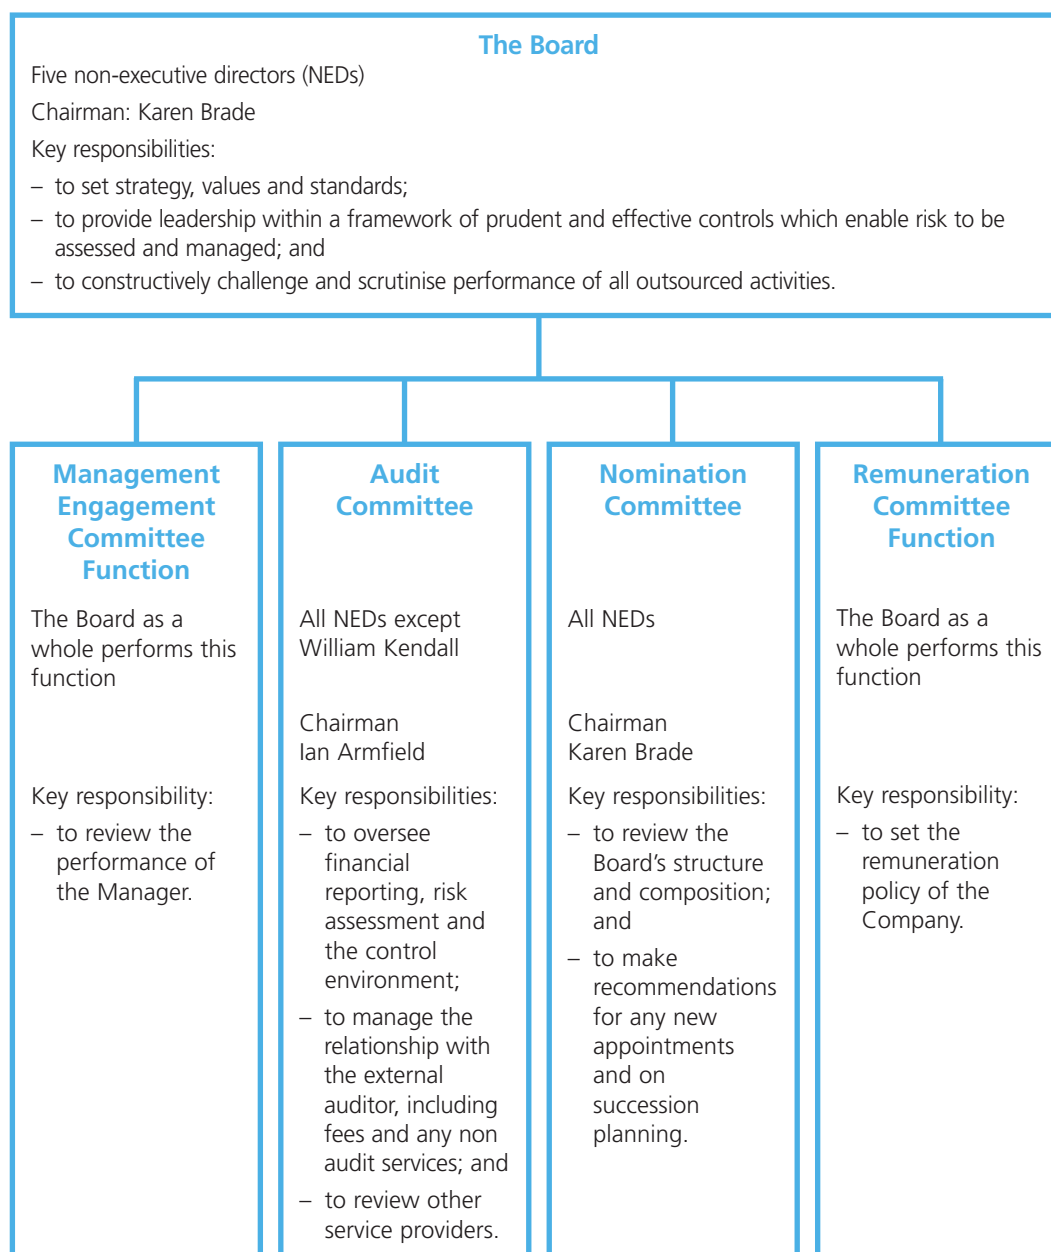 The Board
Five non-executive directors (NEDs)
Chairman: Karen Brade
Key responsibilities:
– to set strategy, values and standards;
– to provide leadership within a framework of prudent and effective controls which enable risk to be
assessed and managed; and
– to constructively challenge and scrutinise performance of all outsourced activities.
Management
Engagement
Committee
Function
The Board as a
whole performs this
function
Key responsibility:
– to review the
performance of
the Manager.
Audit
Committee
All NEDs except
William Kendall
Chairman
Ian Armfield
Key responsibilities:
– to oversee
financial
reporting, risk
assessment and
the control
environment;
– to manage the
relationship with
the external
auditor, including
fees and any non
audit services; and
– to review other
service providers.
Nomination
Committee
All NEDs
Chairman
Karen Brade
Key responsibilities:
– to review the
Board’s structure
and composition;
and
– to make
recommendations
for any new
appointments
and on
succession
planning.
Remuneration
Committee
Function
The Board as a
whole performs this
function
Key responsibility:
– to set the
remuneration
policy of the
Company.